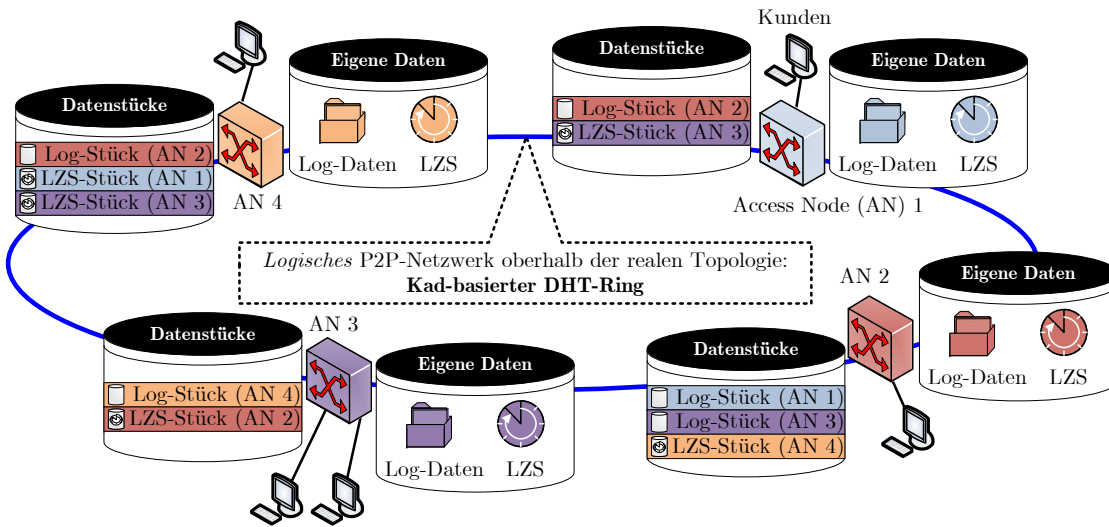 Kunden
Datenstücke
Log-Stück (AN 2)
LZS-Stück (AN 1)
LZS-Stück (AN 3)
AN 4
Eigene Daten
Log-Daten
LZS
Datenstücke
Log-Stück (AN 2)
LZS-Stück (AN 3)
Access Node (AN) 1
Eigene Daten
Log-Daten
LZS
Logisches P2P-Netzwerk oberhalb der realen Topologie:
Kad-basierter DHT-Ring
Datenstücke
Log-Stück (AN 4)
LZS-Stück (AN 2)
AN 3
Eigene Daten
Log-Daten
LZS
Datenstücke
Log-Stück (AN 1)
Log-Stück (AN 3)
LZS-Stück (AN 4)
AN 2
Eigene Daten
Log-Daten
LZS